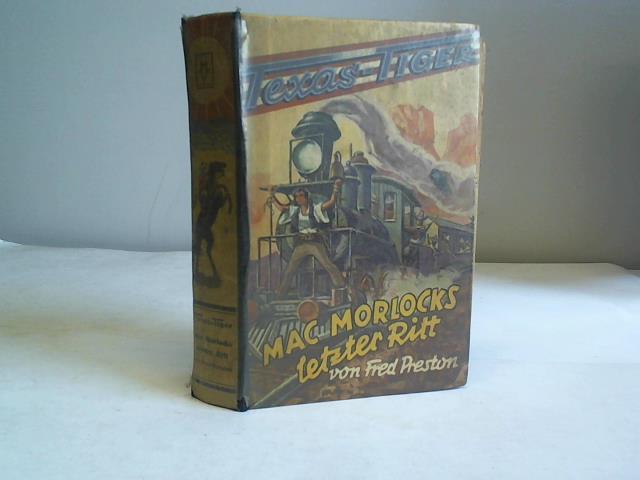 Texas-Tiger
MAC MORLOCKS
letzter Ritt
von Fred Preston